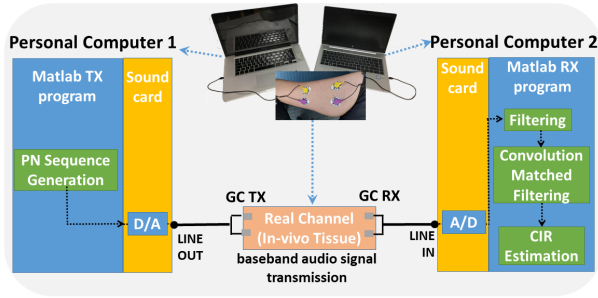 Personal Computer 1
Personal Computer 2
Matlab TX
program
Sound
card
PN Sequence
Generation
D/A
LINE
OUT
GC TX
Real Channel
(In-vivo Tissue)
GC RX
baseband audio signal
transmission
LINE
IN
Sound
card
A/D
Matlab RX
program
Filtering
Convolution
Matched
Filtering
CIR
Estimation